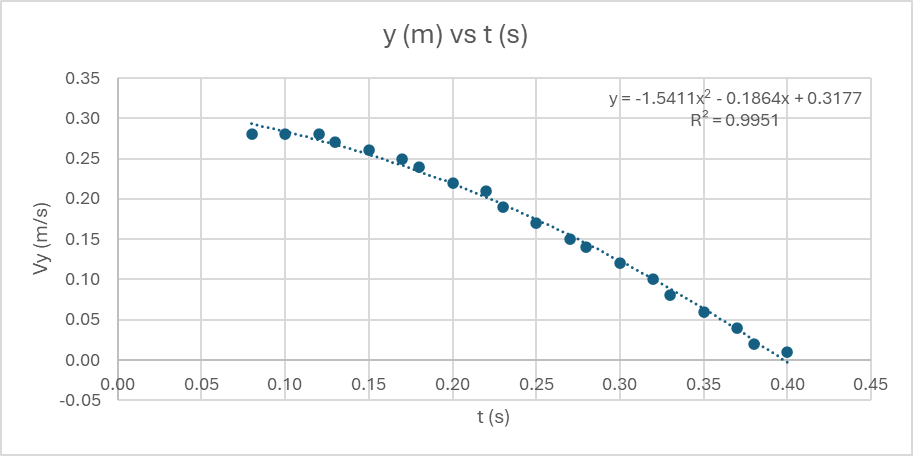 y (m) vs t (s)
y = -1.5411x² - 0.1864x + 0.3177
R² = 0.9951
Vy (m/s)
0.35
0.30
0.25
0.20
0.15
0.10
0.05
0.00
-0.05
0.00 0.05 0.10 0.15 0.20 0.25 0.30 0.35 0.40 0.45
t (s)